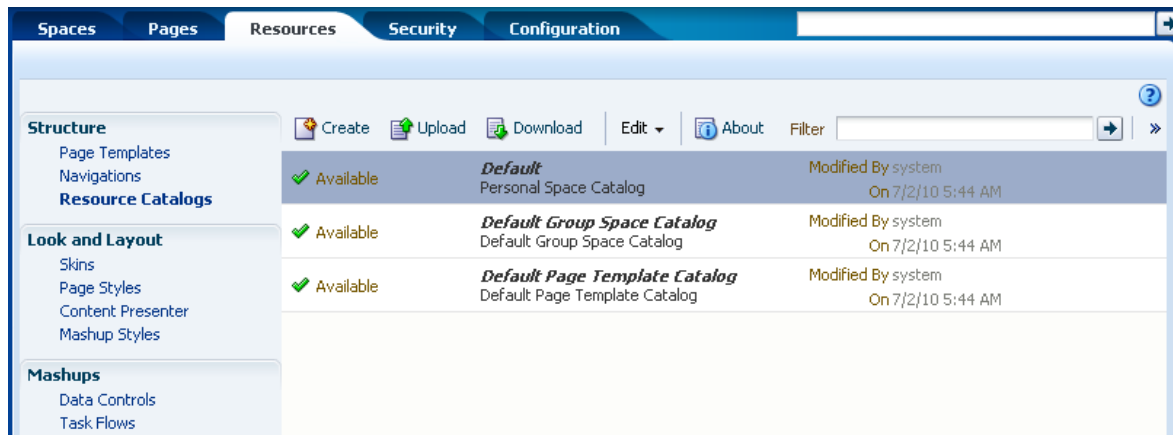 Spaces Pages Resources Security Configuration
Structure
Page Templates
Navigations
Resource Catalogs
Look and Layout
Skins
Page Styles
Content Presenter
Mashup Styles
Mashups
Data Controls
Task Flows
Create Upload Download Edit About Filter
Available Default Modified By system
Personal Space Catalog On 7/2/10 5:44 AM
Available Default Group Space Catalog Modified By system
Default Group Space Catalog On 7/2/10 5:44 AM
Available Default Page Template Catalog Modified By system
Default Page Template Catalog On 7/2/10 5:44 AM